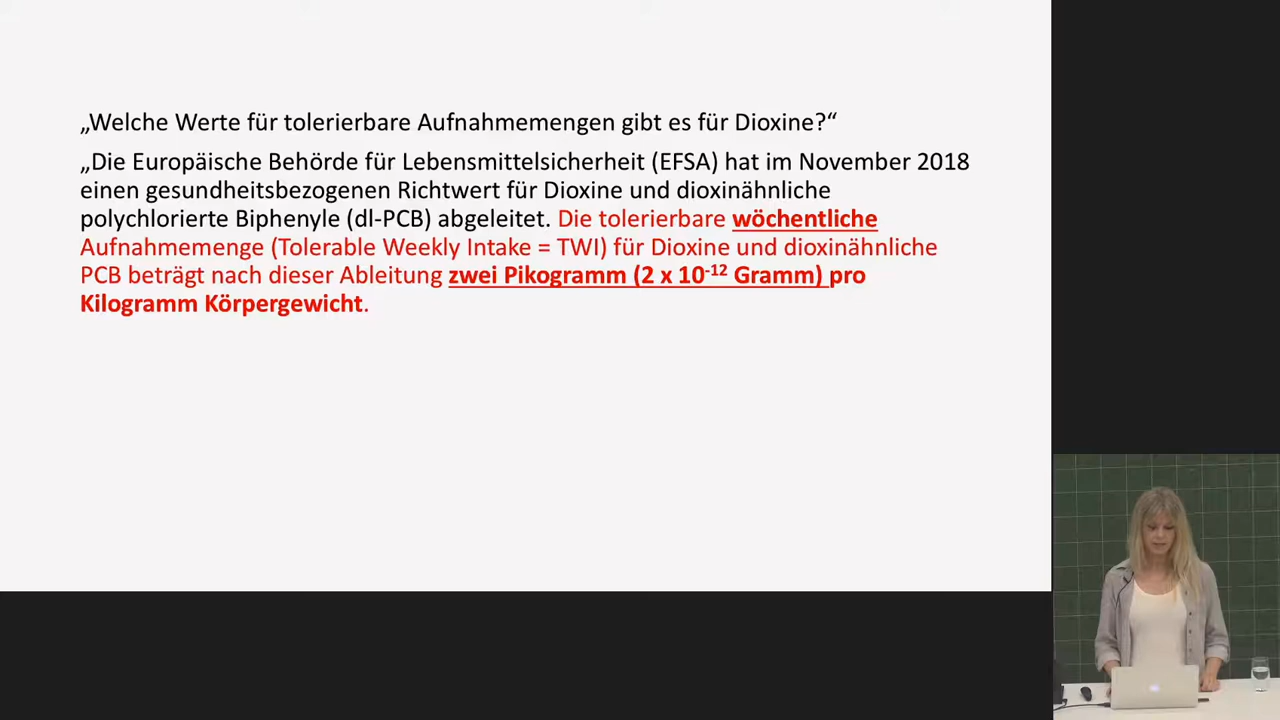 „Welche Werte für tolerierbare Aufnahmemengen gibt es für Dioxine?“
„Die Europäische Behörde für Lebensmittelsicherheit (EFSA) hat im November 2018
einen gesundheitsbezogenen Richtwert für Dioxine und dioxinähnliche
polychlorierte Biphenyle (dl-PCB) abgeleitet. Die tolerierbare wöchentliche
Aufnahmemenge (Tolerable Weekly Intake = TWI) für Dioxine und dioxinähnliche
PCB beträgt nach dieser Ableitung zwei Pikogramm (2 x 10⁻¹² Gramm) pro
Kilogramm Körpergewicht.